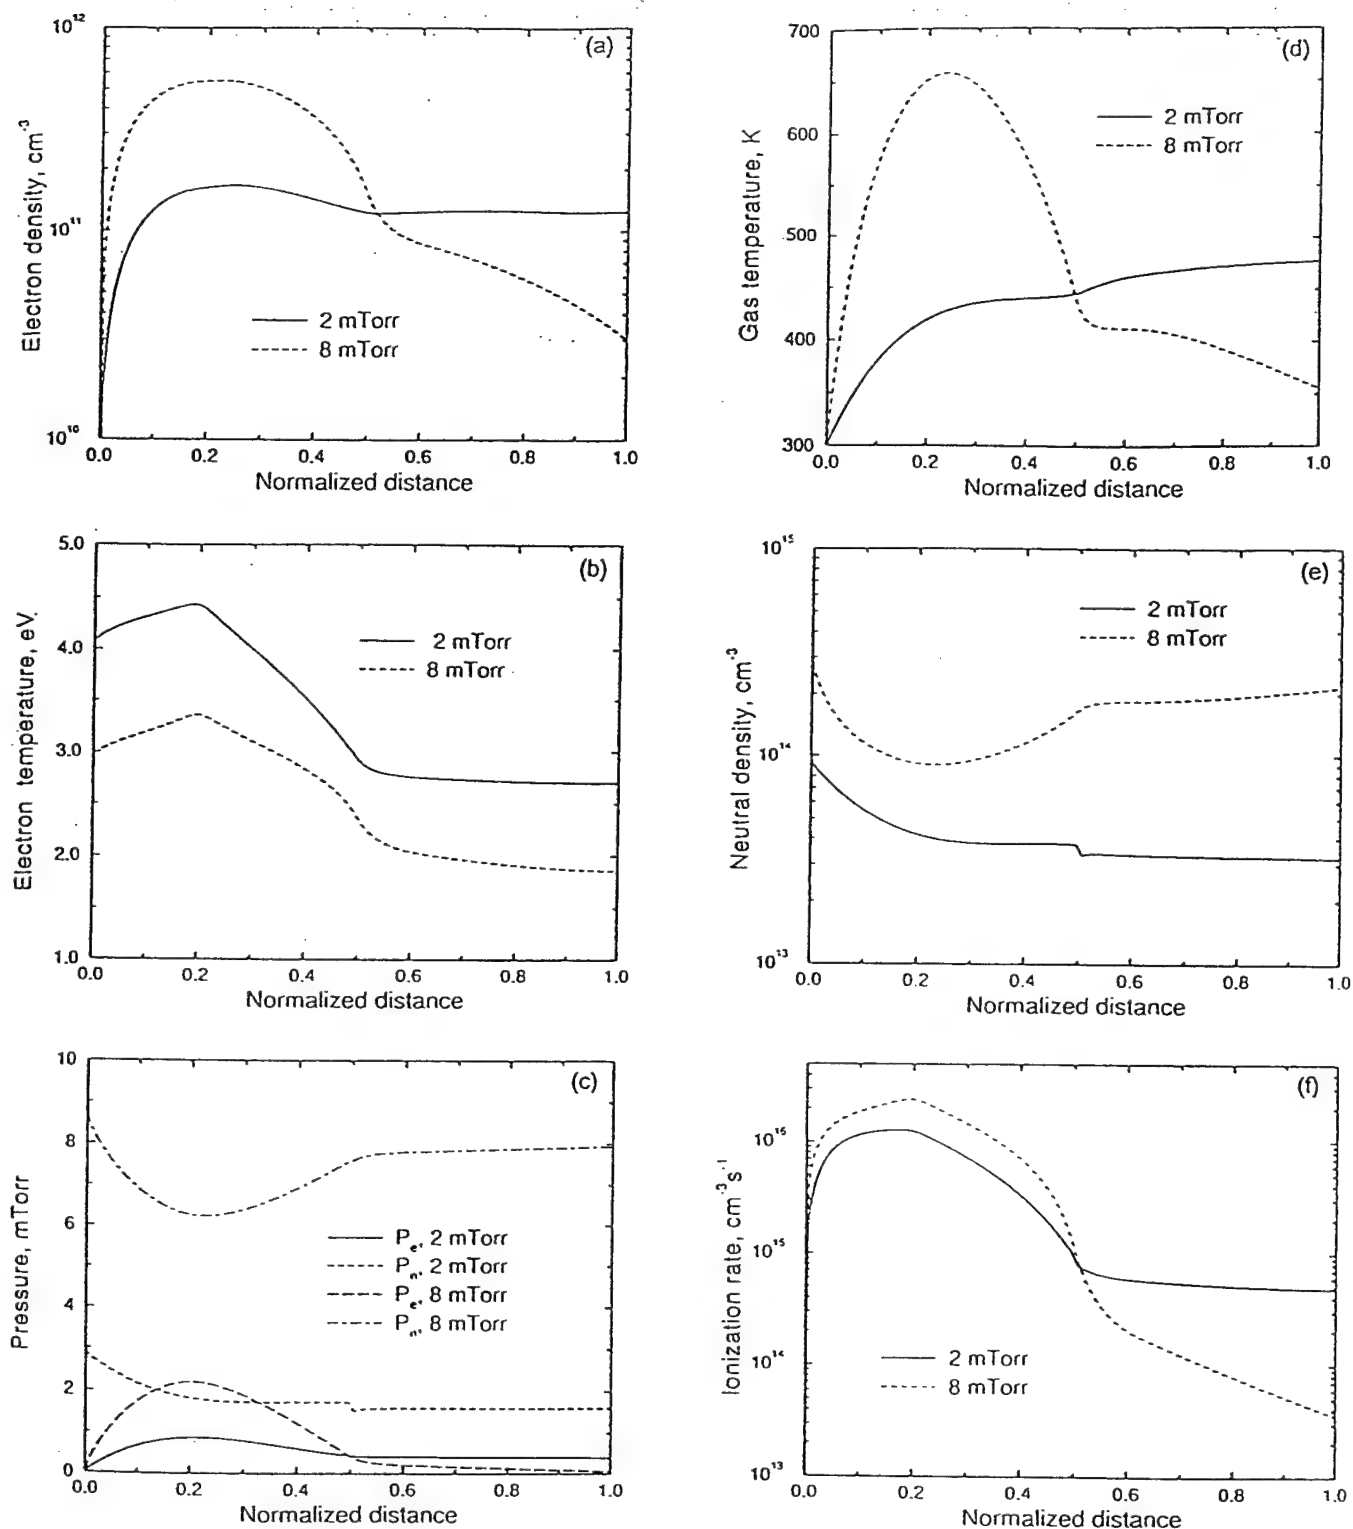 (a)
10¹²
10¹¹
10¹⁰
Electron density, cm⁻³
2 mTorr
8 mTorr
0.0 0.2 0.4 0.6 0.8 1.0
Normalized distance
(d)
700
600
500
400
300
Gas temperature, K
2 mTorr
8 mTorr
0.0 0.2 0.4 0.6 0.8 1.0
Normalized distance
(b)
5.0
4.0
3.0
2.0
1.0
Electron temperature, eV.
2 mTorr
8 mTorr
0.0 0.2 0.4 0.6 0.8 1.0
Normalized distance
(e)
10¹⁵
10¹⁴
10¹³
Neutral density, cm⁻³
2 mTorr
8 mTorr
0.0 0.2 0.4 0.6 0.8 1.0
Normalized distance
(c)
10
8
6
4
2
0
Pressure, mTorr
Pₑ, 2 mTorr
Pₙ, 2 mTorr
Pₑ, 8 mTorr
Pₙ, 8 mTorr
0.0 0.2 0.4 0.6 0.8 1.0
Normalized distance
(f)
10¹⁶
10¹⁵
10¹⁴
10¹³
Ionization rate, cm⁻³s⁻¹
2 mTorr
8 mTorr
0.0 0.2 0.4 0.6 0.8 1.0
Normalized distance